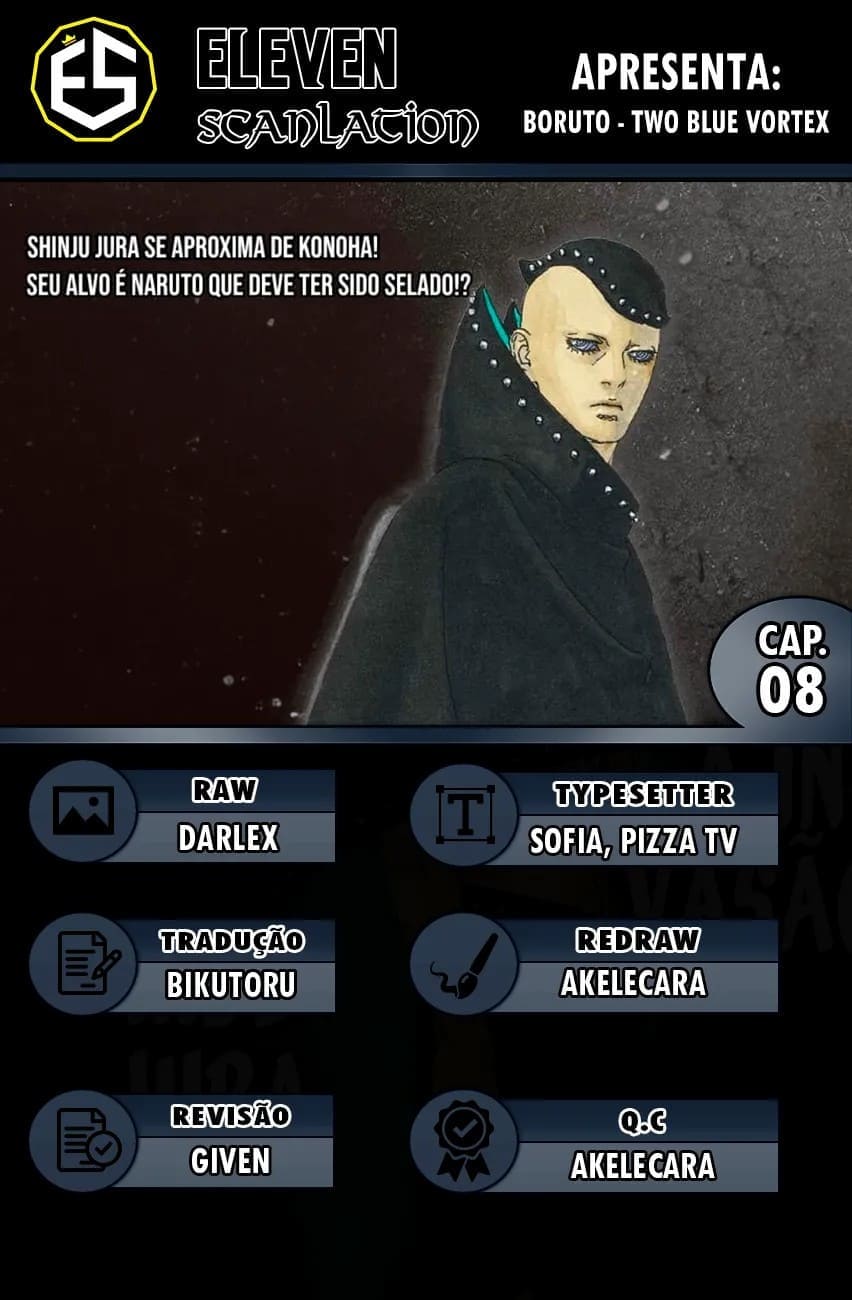 ES
ELEVEN
SCANLATION
APRESENTA:
BORUTO - TWO BLUE VORTEX
SHINJU JURA SE APROXIMA DE KONOHA!
SEU ALVO É NARUTO QUE DEVE TER SIDO SELADO!?
CAP.
08
RAW
DARLEX
TYPESETTER
SOFIA, PIZZA TV
TRADUÇÃO
BIKUTORU
REDRAW
AKELECARA
REVISÃO
GIVEN
Q.C
AKELECARA